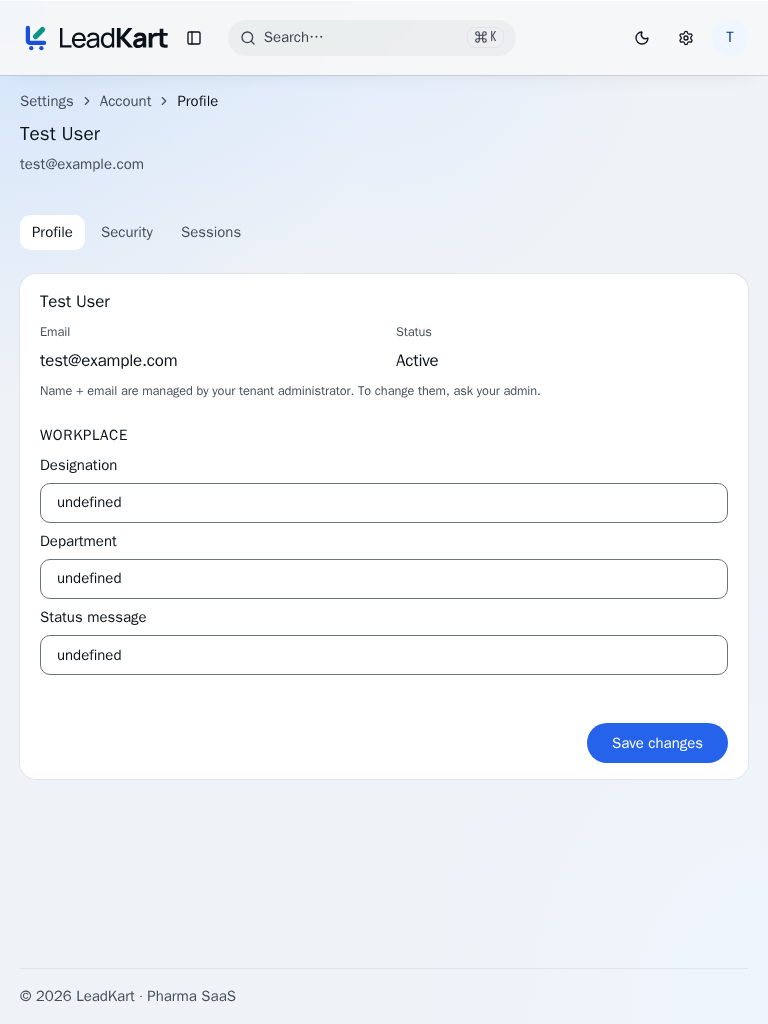 LeadKart
Search⋯
⌘ K
T
Settings > Account > Profile
Test User
test@example.com
Profile Security Sessions
Test User
Email Status
test@example.com Active
Name + email are managed by your tenant administrator. To change them, ask your admin.
WORKPLACE
Designation
undefined
Department
undefined
Status message
undefined
Save changes
© 2026 LeadKart · Pharma SaaS